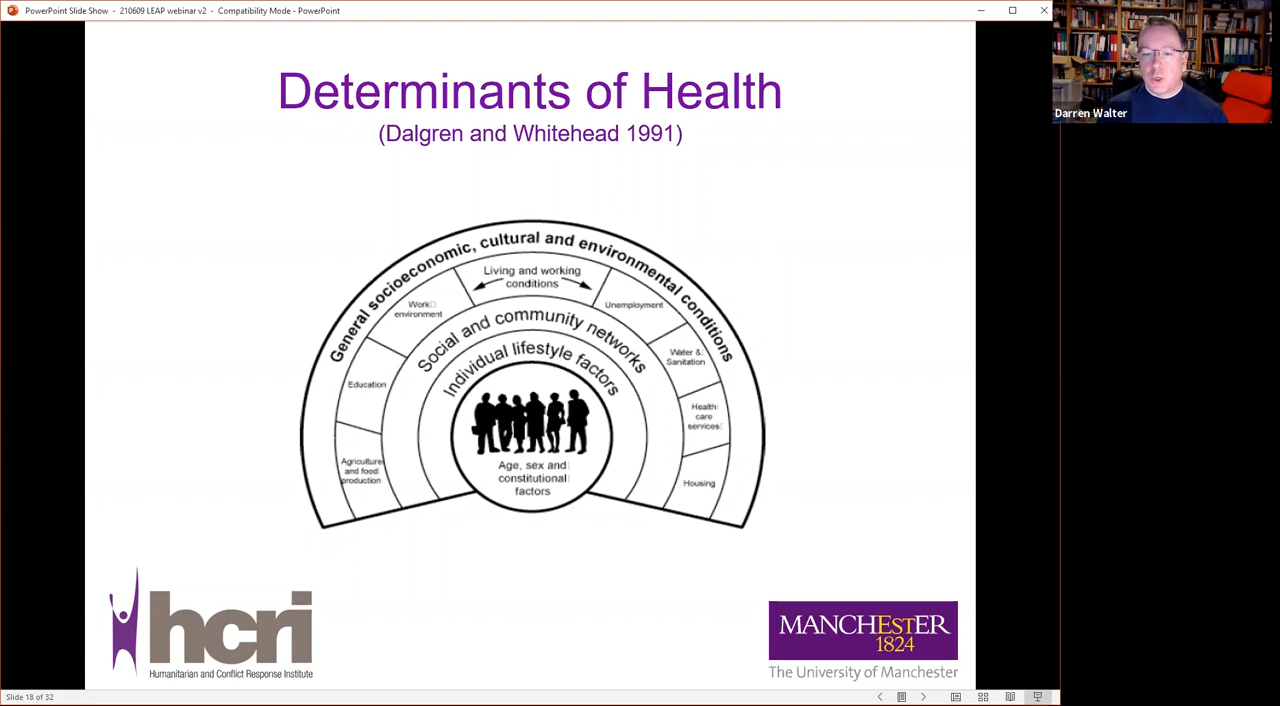 PowerPoint Slide Show - 210609 LEAP webinar v2 - Compatibility Mode - PowerPoint
Darren Walter
Determinants of Health
(Dalgren and Whitehead 1991)
General socioeconomic, cultural and environmental conditions
Living and working
conditions
Work
environment
Unemployment
Social and community networks
Water &
Sanitation
Individual lifestyle factors
Education
Health
care
services
Agriculture
and food
production
Age, sex and
constitutional
factors
Housing
hcri
Humanitarian and Conflict Response Institute
MANCHESTER
1824
The University of Manchester
Slide 18 of 32